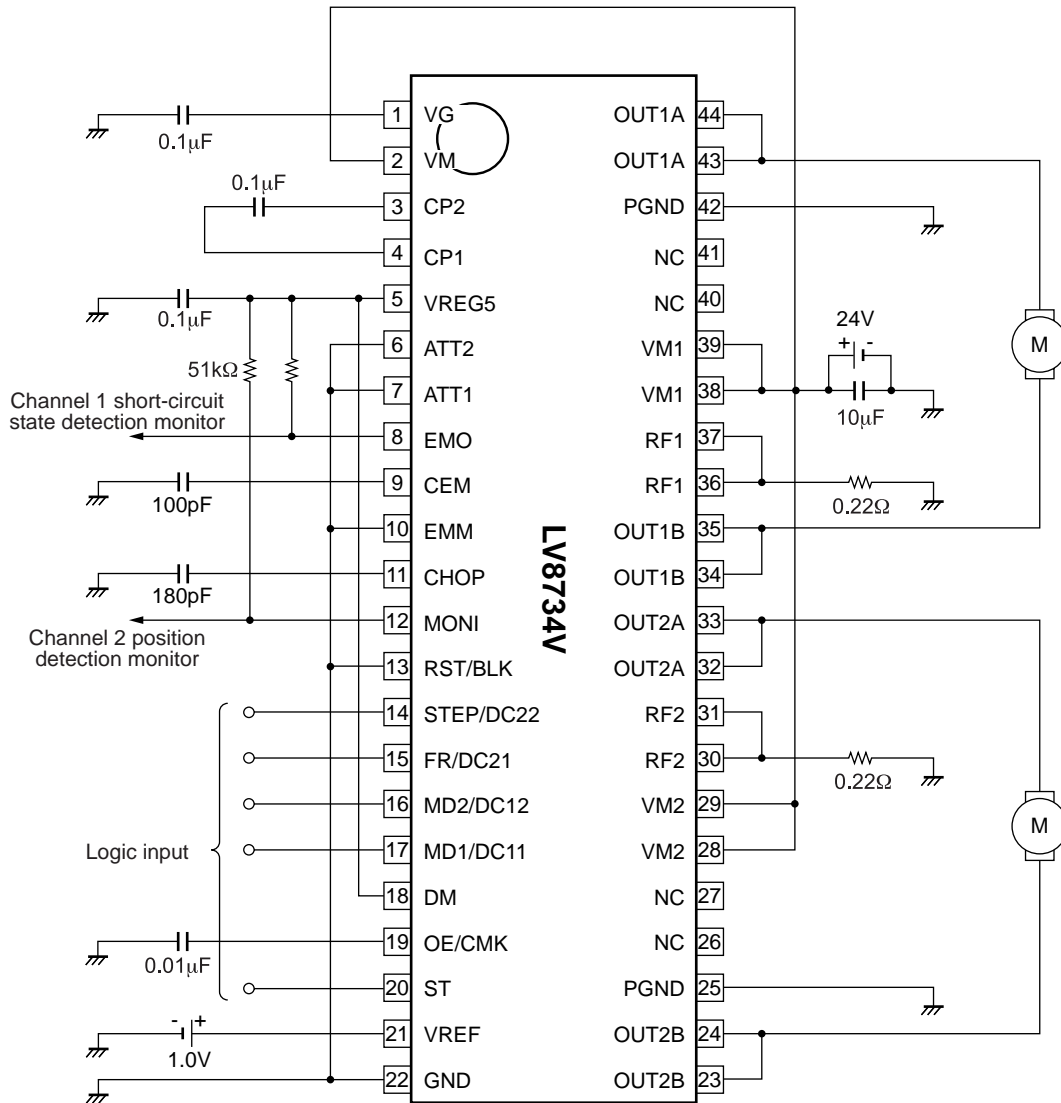 1 VG OUT1A 44
0.1µF
2 VM OUT1A 43
0.1µF
3 CP2 PGND 42
4 CP1 NC 41
5 VREG5 NC 40
0.1µF
24V
+ -
6 ATT2 VM1 39
51kΩ
M
7 ATT1 VM1 38
10µF
Channel 1 short-circuit
state detection monitor
8 EMO RF1 37
9 CEM RF1 36
100pF
0.22Ω
10 EMM OUT1B 35
LV8734V
11 CHOP OUT1B 34
180pF
12 MONI OUT2A 33
Channel 2 position
detection monitor
13 RST/BLK OUT2A 32
14 STEP/DC22 RF2 31
15 FR/DC21 RF2 30
0.22Ω
16 MD2/DC12 VM2 29
M
17 MD1/DC11 VM2 28
Logic input
18 DM NC 27
19 OE/CMK NC 26
0.01µF
20 ST PGND 25
21 VREF OUT2B 24
- +
1.0V
22 GND OUT2B 23